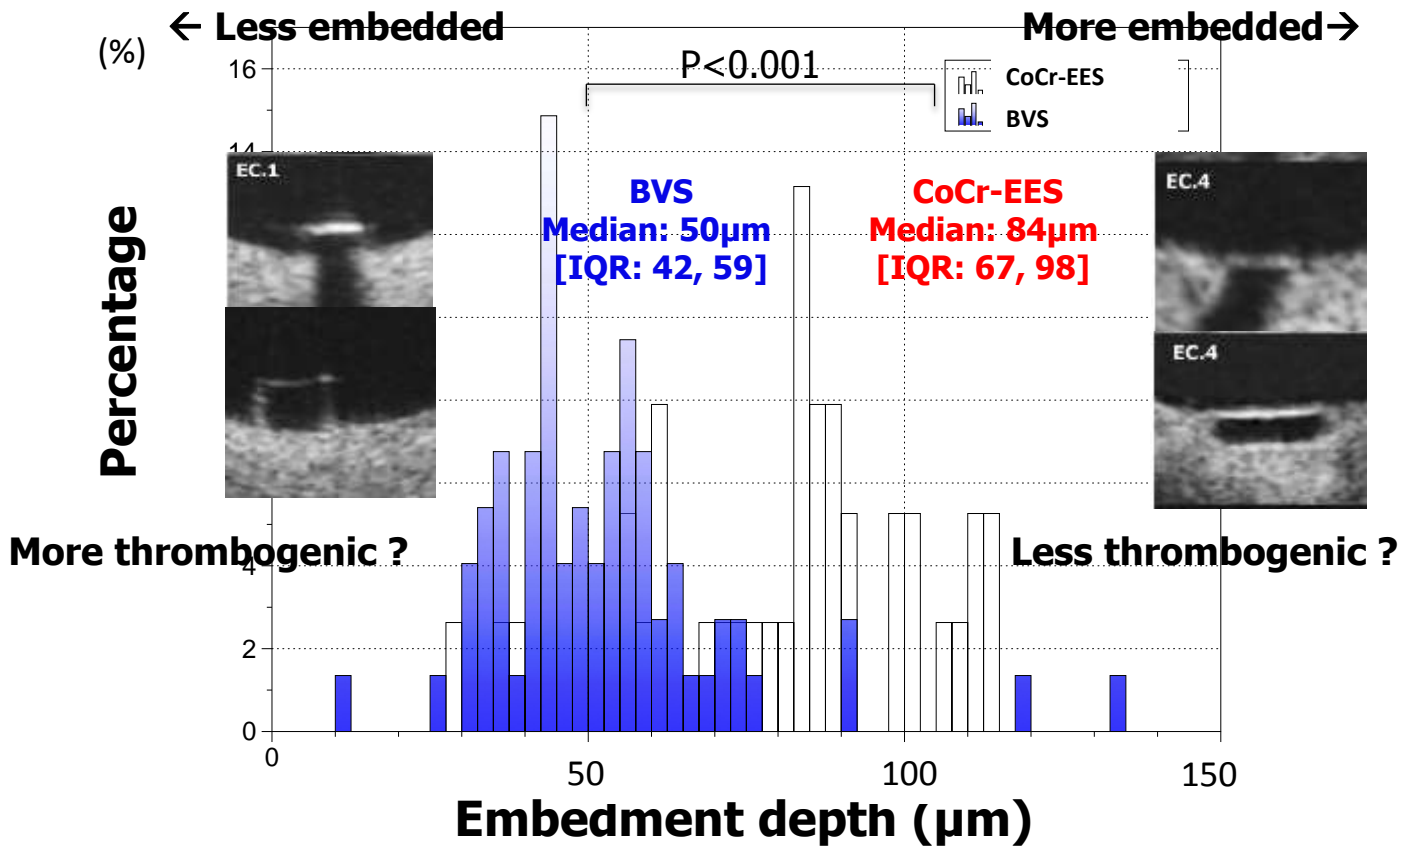 ← Less embedded
More embedded→
(%)
P<0.001
CoCr-EES
BVS
16
14
EC.1
EC.4
BVS
Median: 50µm
[IQR: 42, 59]
CoCr-EES
Median: 84µm
[IQR: 67, 98]
Percentage
EC.4
More thrombogenic ?
Less thrombogenic ?
4
2
0
0
50
100
150
Embedment depth (µm)